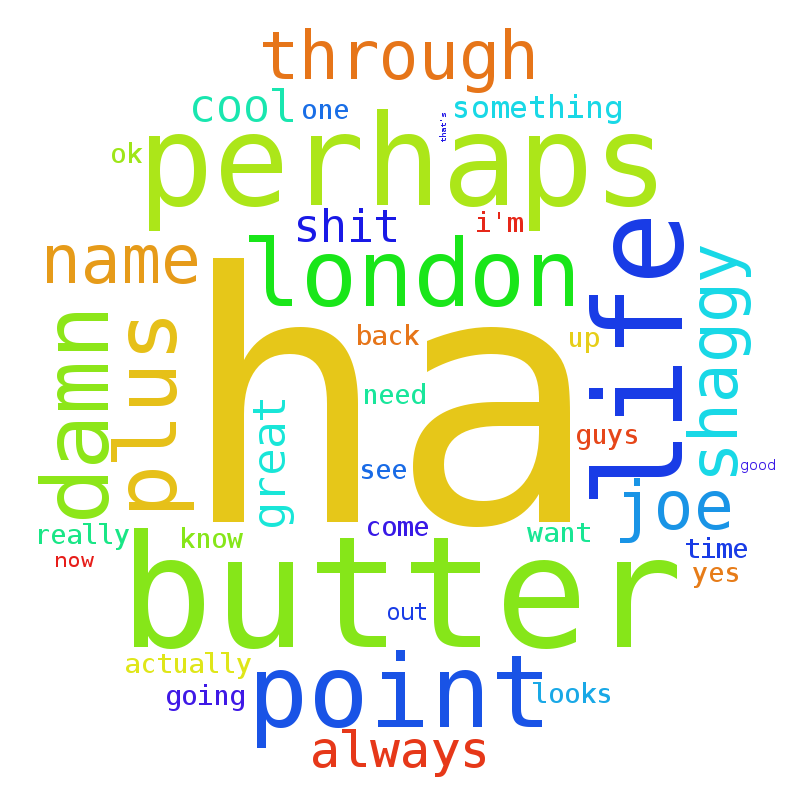 through
cool
one
something
that's
ok
perhaps
shit
i'm
name
london
life
shaggy
damn
plus
ha
back
up
need
great
guys
see
good
joe
really
know
come
want
time
now
yes
butter
out
actually
going
point
looks
always